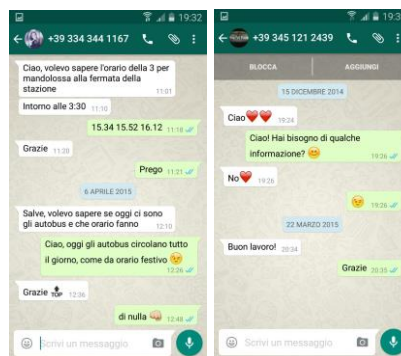 19:32
+39 334 344 1167
Ciao, volevo sapere l'orario della 3 per
mandolossa alla fermata della
stazione
11:01
Intorno alle 3:30 11:10
15.34 15.52 16.12 11:18
Grazie 11:20
Prego 11:21
6 APRILE 2015
Salve, volevo sapere se oggi ci sono
gli autobus e che orario fanno 12:10
Ciao, oggi gli autobus circolano tutto
il giorno, come da orario festivo
12:26
Grazie TOP 12:36
di nulla 12:48
Scrivi un messaggio
19:32
+39 345 121 2439
BLOCCA AGGIUNGI
15 DICEMBRE 2014
Ciao 19:24
Ciao! Hai bisogno di qualche
informazione? 19:26
No 19:26
19:26
22 MARZO 2015
Buon lavoro! 20:34
Grazie 20:35
Scrivi un messaggio